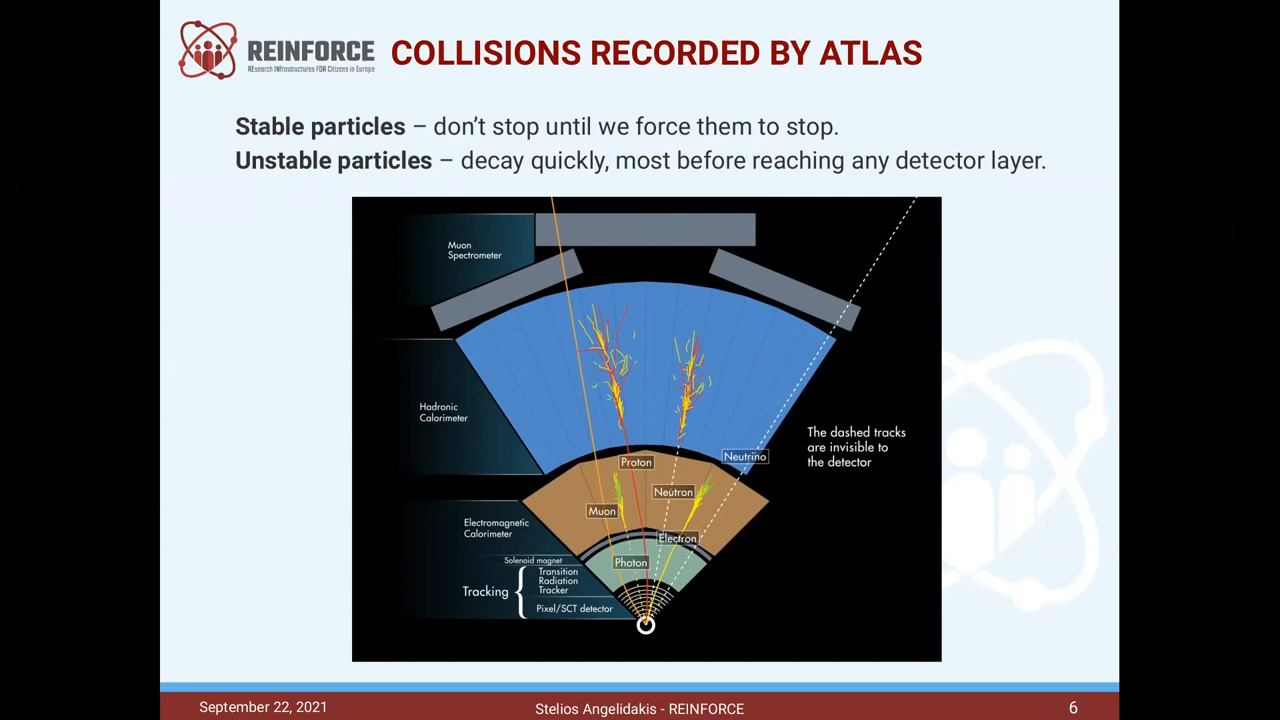 REINFORCE
REsearch INfrastructures FOR Citizens in Europe
COLLISIONS RECORDED BY ATLAS
Stable particles – don't stop until we force them to stop.
Unstable particles – decay quickly, most before reaching any detector layer.
Muon
Spectrometer
Hadronic
Calorimeter
The dashed tracks
are invisible to
the detector
Neutrino
Proton
Neutron
Muon
Electromagnetic
Calorimeter
Electron
Solenoid magnet
Photon
Tracking
Transition
Radiation
Tracker
Pixel/SCT detector
September 22, 2021
Stelios Angelidakis - REINFORCE
6